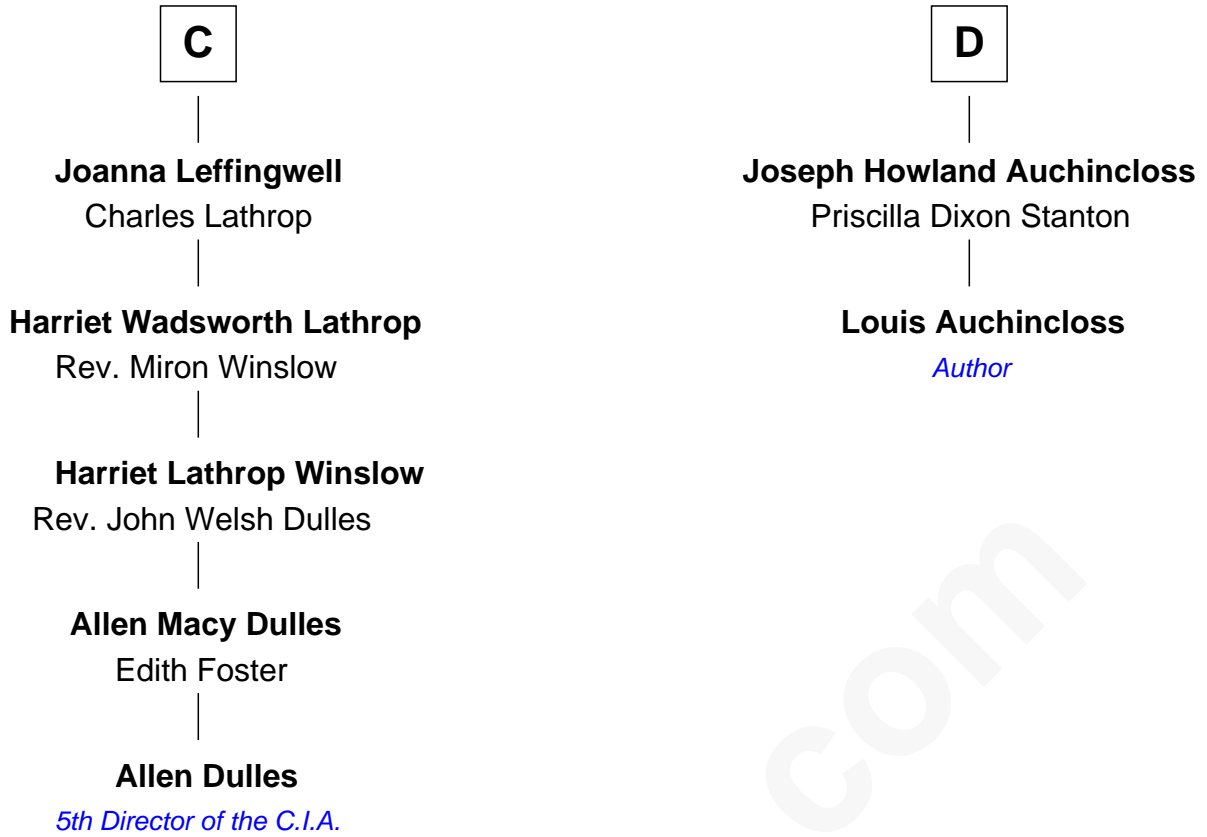 C
Joanna Leffingwell
Charles Lathrop
Harriet Wadsworth Lathrop
Rev. Miron Winslow
Harriet Lathrop Winslow
Rev. John Welsh Dulles
Allen Macy Dulles
Edith Foster
Allen Dulles
5th Director of the C.I.A.
D
Joseph Howland Auchincloss
Priscilla Dixon Stanton
Louis Auchincloss
Author
com